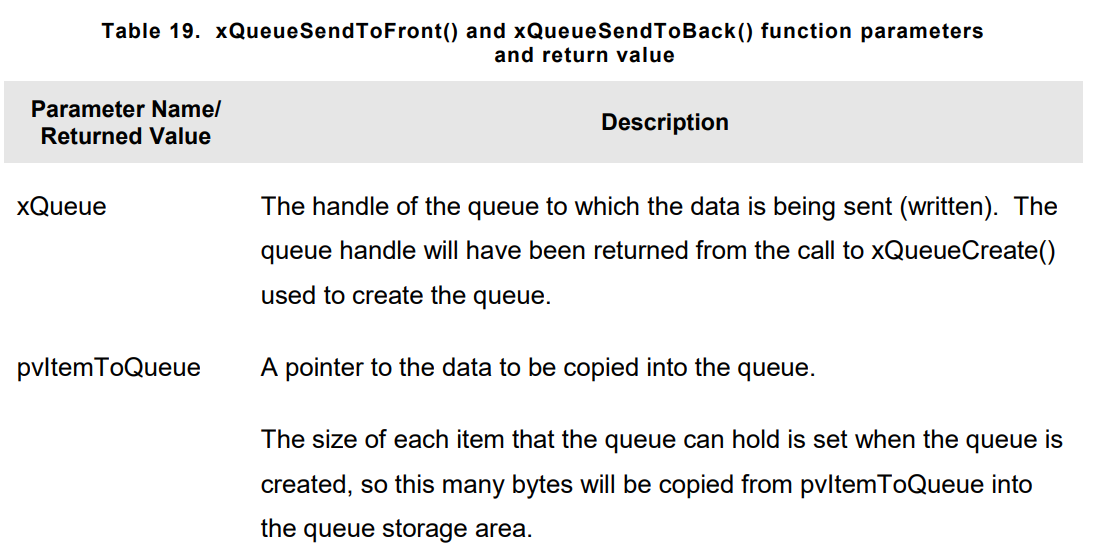 Table 19. xQueueSendToFront() and xQueueSendToBack() function parameters
and return value
Parameter Name/
Returned Value
Description
xQueue
The handle of the queue to which the data is being sent (written). The
queue handle will have been returned from the call to xQueueCreate()
used to create the queue.
pvItemToQueue
A pointer to the data to be copied into the queue.
The size of each item that the queue can hold is set when the queue is
created, so this many bytes will be copied from pvItemToQueue into
the queue storage area.